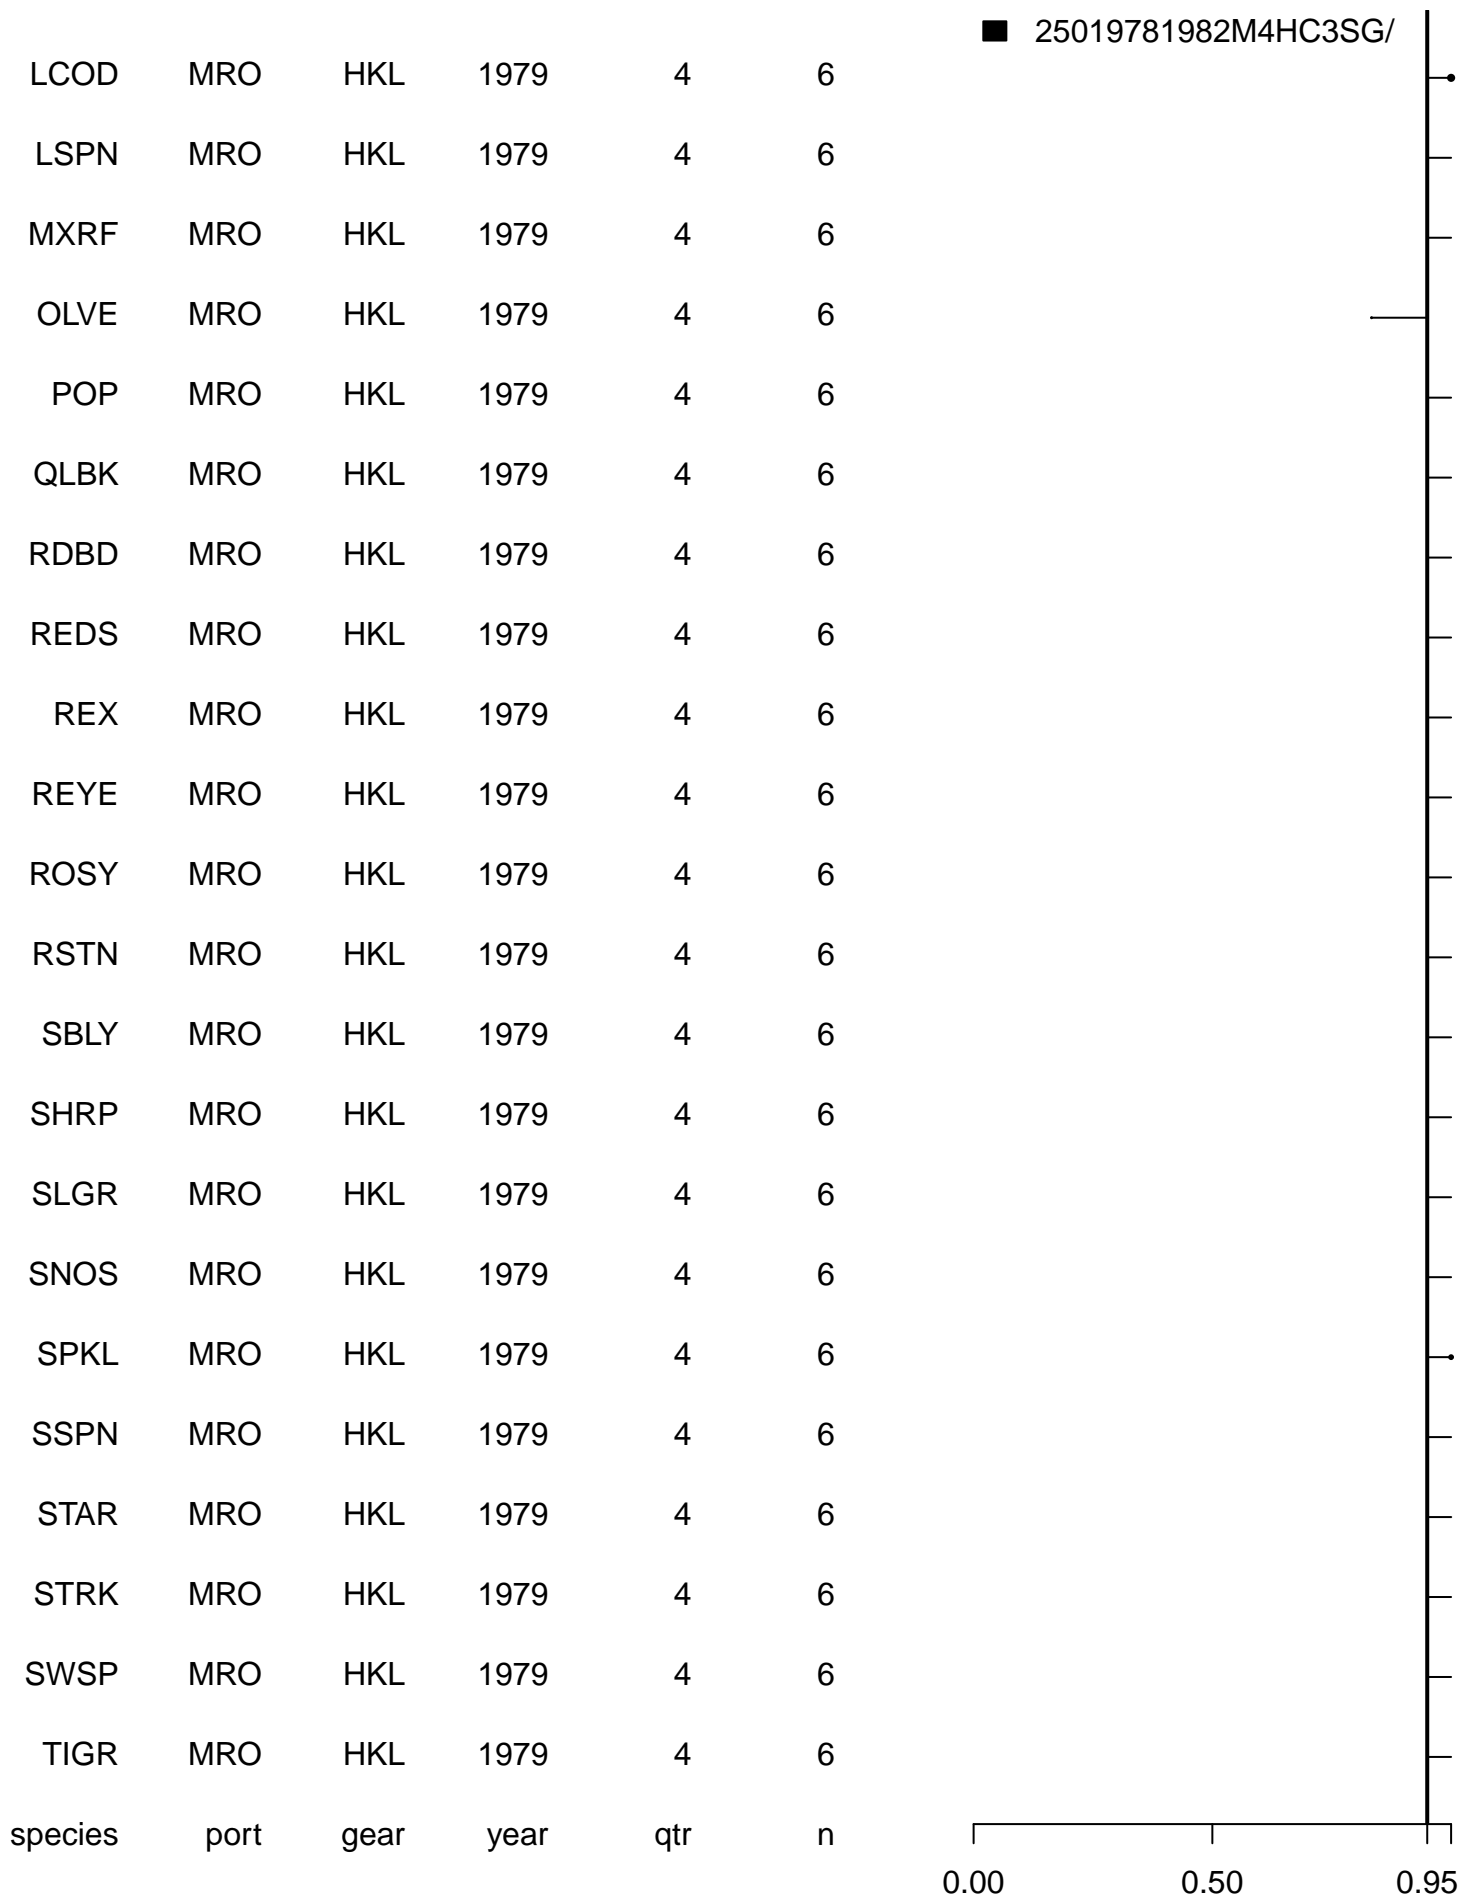 25019781982M4HC3SG/
LCOD MRO HKL 1979 4 6
LSPN MRO HKL 1979 4 6
MXRF MRO HKL 1979 4 6
OLVE MRO HKL 1979 4 6
POP MRO HKL 1979 4 6
QLBK MRO HKL 1979 4 6
RDBD MRO HKL 1979 4 6
REDS MRO HKL 1979 4 6
REX MRO HKL 1979 4 6
REYE MRO HKL 1979 4 6
ROSY MRO HKL 1979 4 6
RSTN MRO HKL 1979 4 6
SBLY MRO HKL 1979 4 6
SHRP MRO HKL 1979 4 6
SLGR MRO HKL 1979 4 6
SNOS MRO HKL 1979 4 6
SPKL MRO HKL 1979 4 6
SSPN MRO HKL 1979 4 6
STAR MRO HKL 1979 4 6
STRK MRO HKL 1979 4 6
SWSP MRO HKL 1979 4 6
TIGR MRO HKL 1979 4 6
species port gear year qtr n
0.00 0.50 0.95